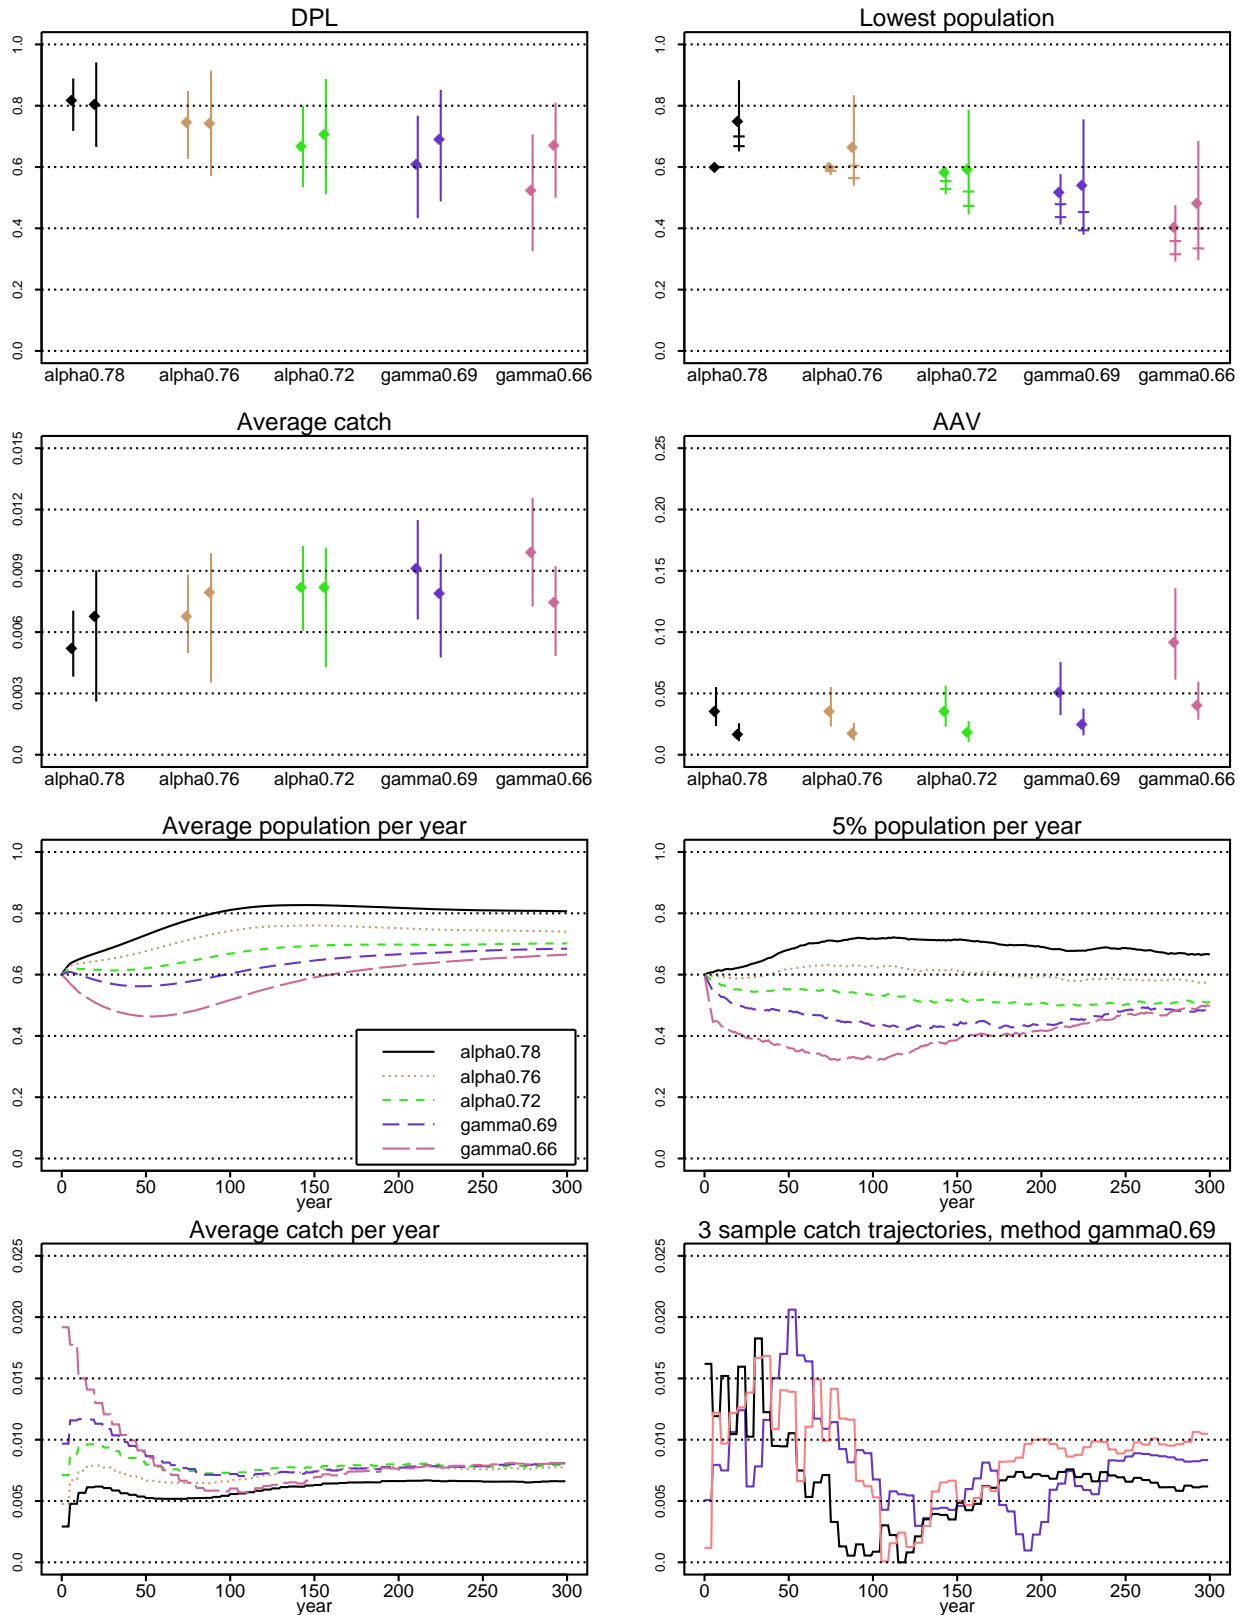 DPL
1.0
0.8
0.6
0.4
0.2
0.0
alpha0.78 alpha0.76 alpha0.72 gamma0.69 gamma0.66
Lowest population
1.0
0.8
0.6
0.4
0.2
0.0
alpha0.78 alpha0.76 alpha0.72 gamma0.69 gamma0.66
Average catch
0.015
0.012
0.009
0.006
0.003
0.0
alpha0.78 alpha0.76 alpha0.72 gamma0.69 gamma0.66
AAV
0.25
0.20
0.15
0.10
0.05
0.0
alpha0.78 alpha0.76 alpha0.72 gamma0.69 gamma0.66
Average population per year
1.0
0.8
0.6
0.4
0.2
0.0
alpha0.78
alpha0.76
alpha0.72
gamma0.69
gamma0.66
0 50 100 150 200 250 300
year
5% population per year
1.0
0.8
0.6
0.4
0.2
0.0
0 50 100 150 200 250 300
year
Average catch per year
0.025
0.020
0.015
0.010
0.005
0.0
0 50 100 150 200 250 300
year
3 sample catch trajectories, method gamma0.69
0.025
0.020
0.015
0.010
0.005
0.0
0 50 100 150 200 250 300
year